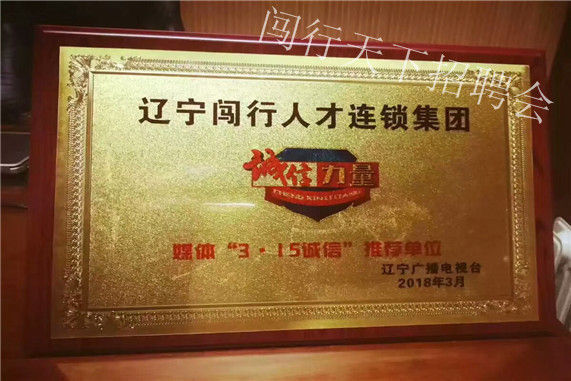 闯行天下招聘会
辽宁闯行人才连锁集团
诚信力量
媒体“3·15诚信”推荐单位
辽宁广播电视台
2018年3月